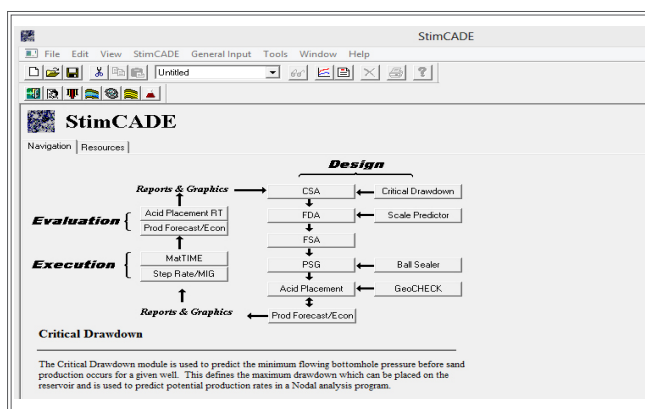 StimCADE
File Edit View StimCADE General Input Tools Window Help
Untitled
StimCADE
Navigation Resources
Design
Reports & Graphics
CSA
Critical Drawdown
Evaluation
Acid Placement RT
FDA
Scale Predictor
Prod Forecast/Econ
FSA
Execution
MatTIME
PSG
Ball Sealer
Step Rate/MIG
Acid Placement
GeoCHECK
Reports & Graphics
Prod Forecast/Econ
Critical Drawdown
The Critical Drawdown module is used to predict the minimum flowing bottomhole pressure before sand
production occurs for a given well. This defines the maximum drawdown which can be placed on the
reservoir and is used to predict potential production rates in a Nodal analysis program.